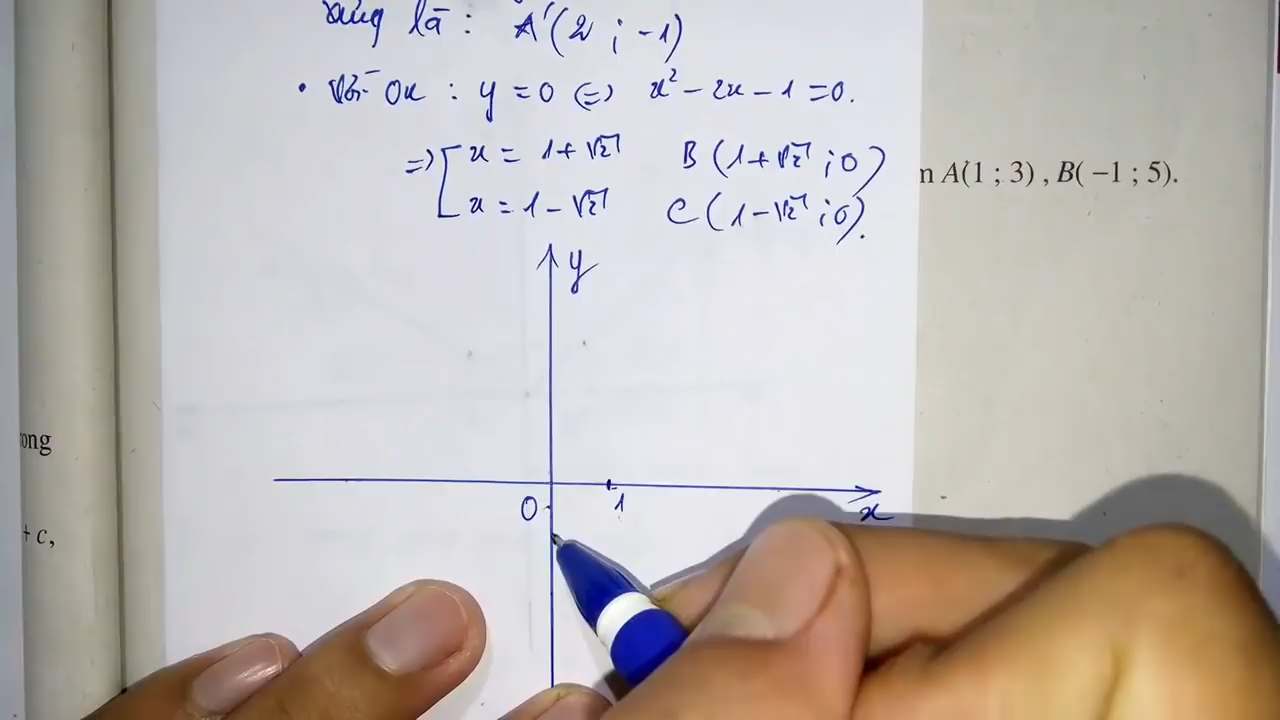 xứng là : A'(2 ; -1)
• Với Ox : y = 0 (=) x² - 2x - 1 = 0.
=> [ x = 1 + √2 B (1 + √2 ; 0)
x = 1 - √2 C (1 - √2 ; 0).
n A(1 ; 3) , B( −1 ; 5).
y
ong
0 1 x
+ c,